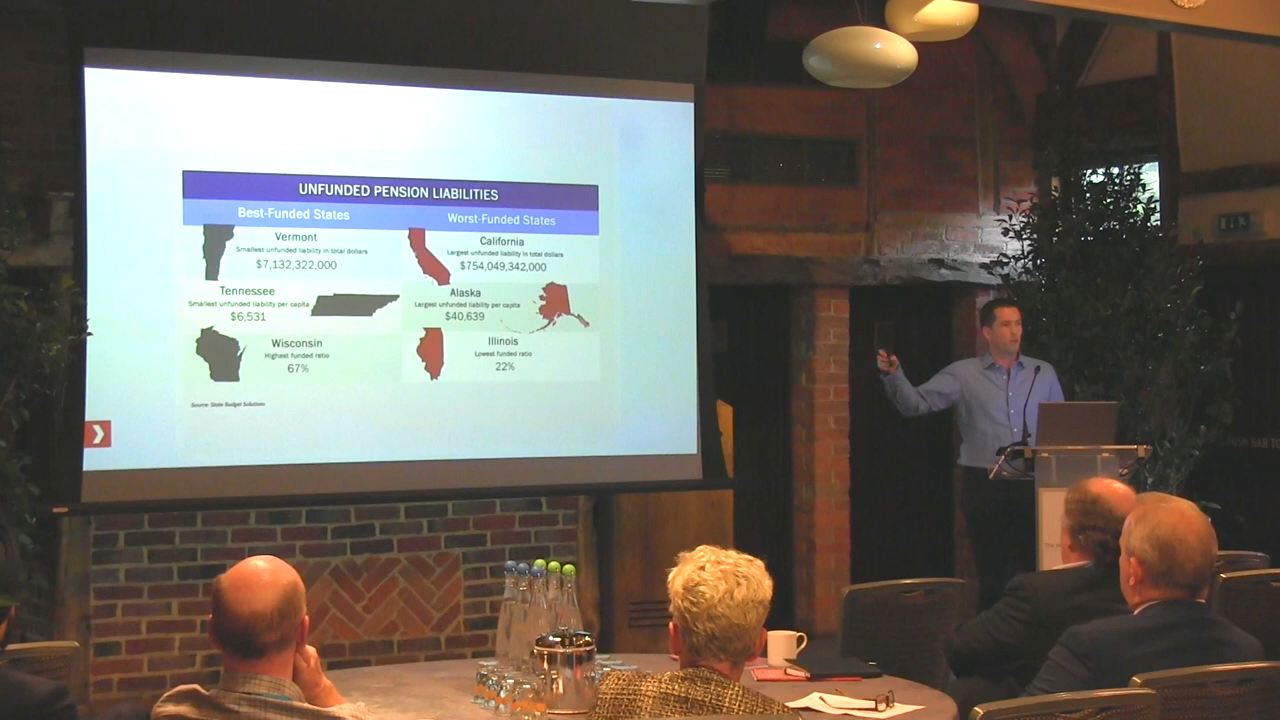 UNFUNDED PENSION LIABILITIES
Best-Funded States
Worst-Funded States
Vermont
Smallest unfunded liability in total dollars
$7,132,322,000
California
Largest unfunded liability in total dollars
$754,049,342,000
Tennessee
Smallest unfunded liability per capita
$6,531
Alaska
Largest unfunded liability per capita
$40,639
Wisconsin
Highest funded ratio
67%
Illinois
Lowest funded ratio
22%
Source: State Budget Solutions